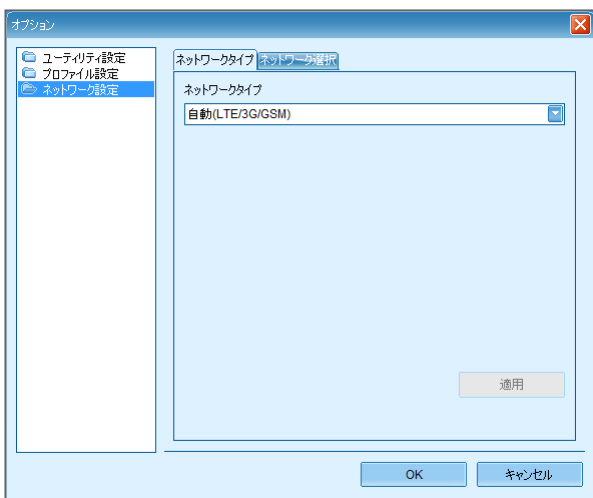 オプション
ユーティリティ設定
プロファイル設定
ネットワーク設定
ネットワークタイプ
ネットワーク選択
ネットワークタイプ
自動(LTE/3G/GSM)
適用
OK
キャンセル